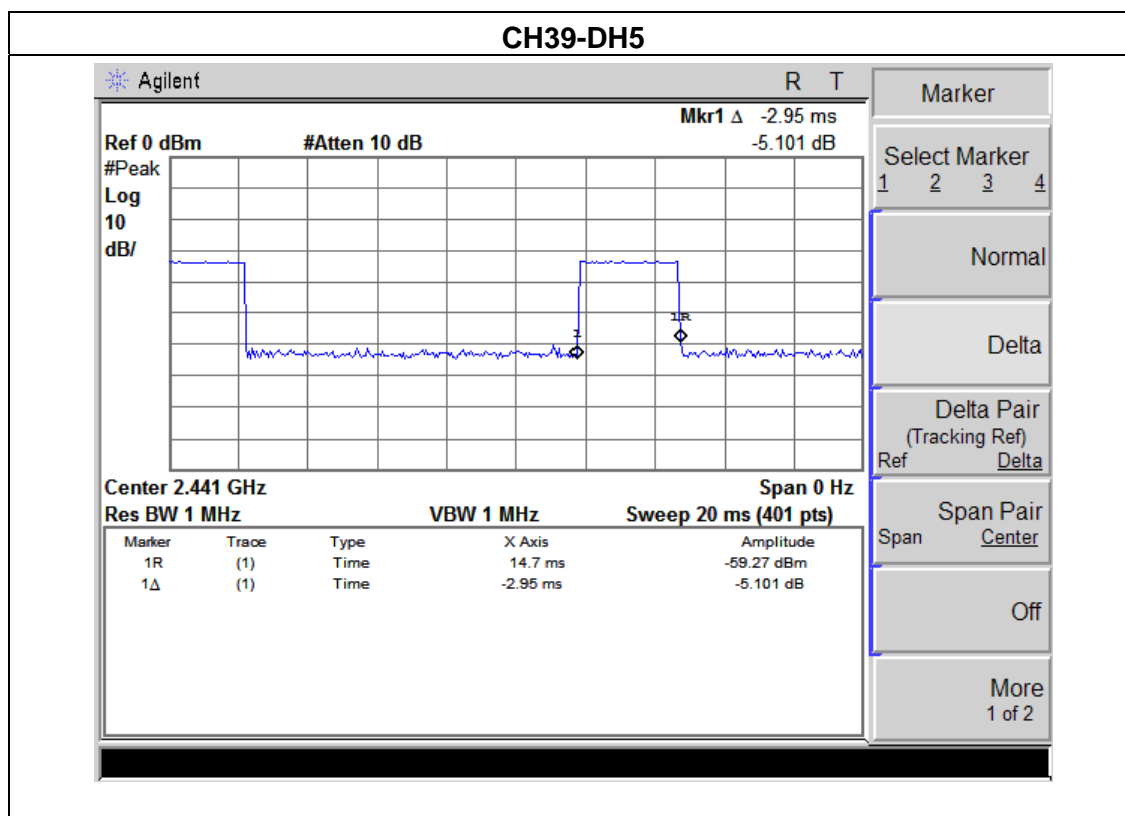 CH39-DH5
Agilent R T
Mkr1 Δ -2.95 ms
Ref 0 dBm #Atten 10 dB -5.101 dB
#Peak
Log
10
dB/
1
1R
Center 2.441 GHz Span 0 Hz
Res BW 1 MHz VBW 1 MHz Sweep 20 ms (401 pts)
Marker Trace Type X Axis Amplitude
1R (1) Time 14.7 ms -59.27 dBm
1Δ (1) Time -2.95 ms -5.101 dB
Marker
Select Marker
1 2 3 4
Normal
Delta
Delta Pair
(Tracking Ref)
Ref Delta
Span Pair
Span Center
Off
More
1 of 2